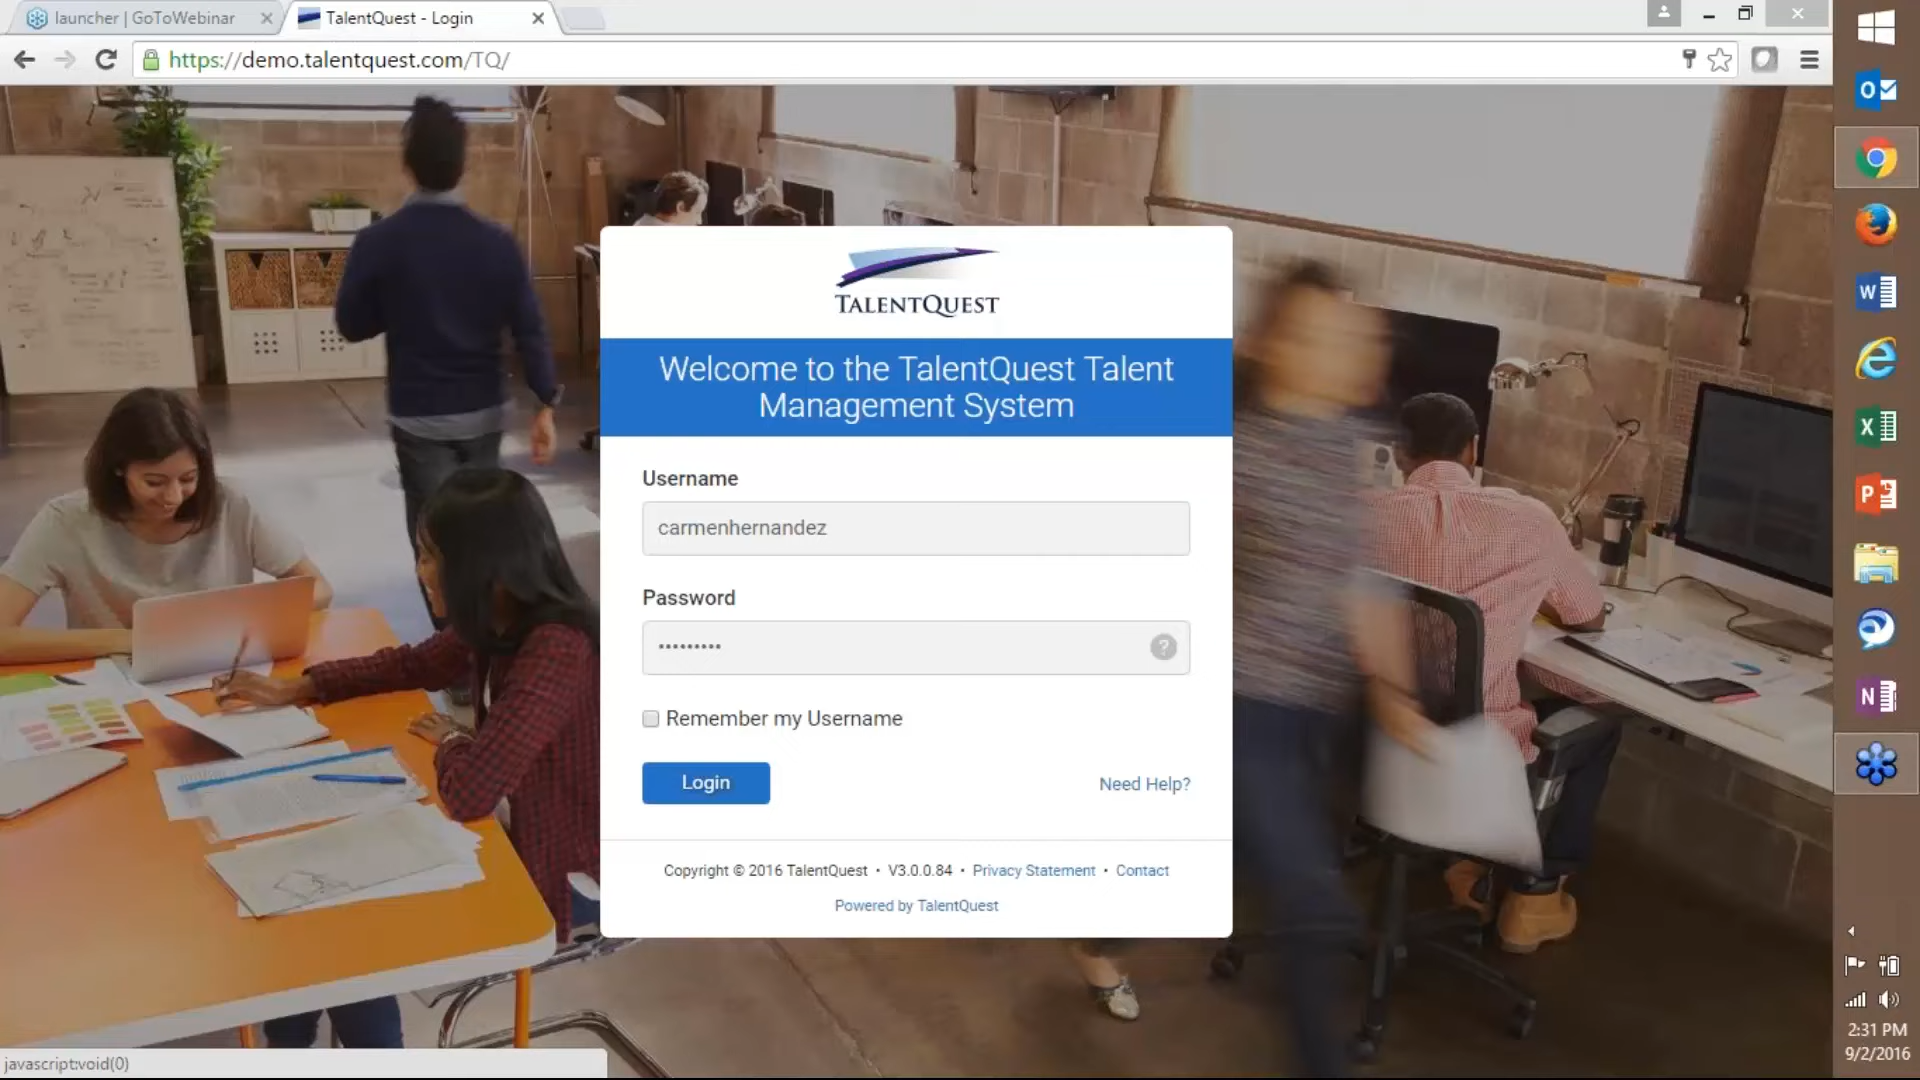 launcher | GoToWebinar
TalentQuest - Login
https://demo.talentquest.com/TQ/
TALENTQUEST
Welcome to the TalentQuest Talent
Management System
Username
carmenhernandez
Password
•••••••••
?
Remember my Username
Login
Need Help?
Copyright © 2016 TalentQuest • V3.0.0.84 • Privacy Statement • Contact
Powered by TalentQuest
javascript:void(0)
2:31 PM
9/2/2016